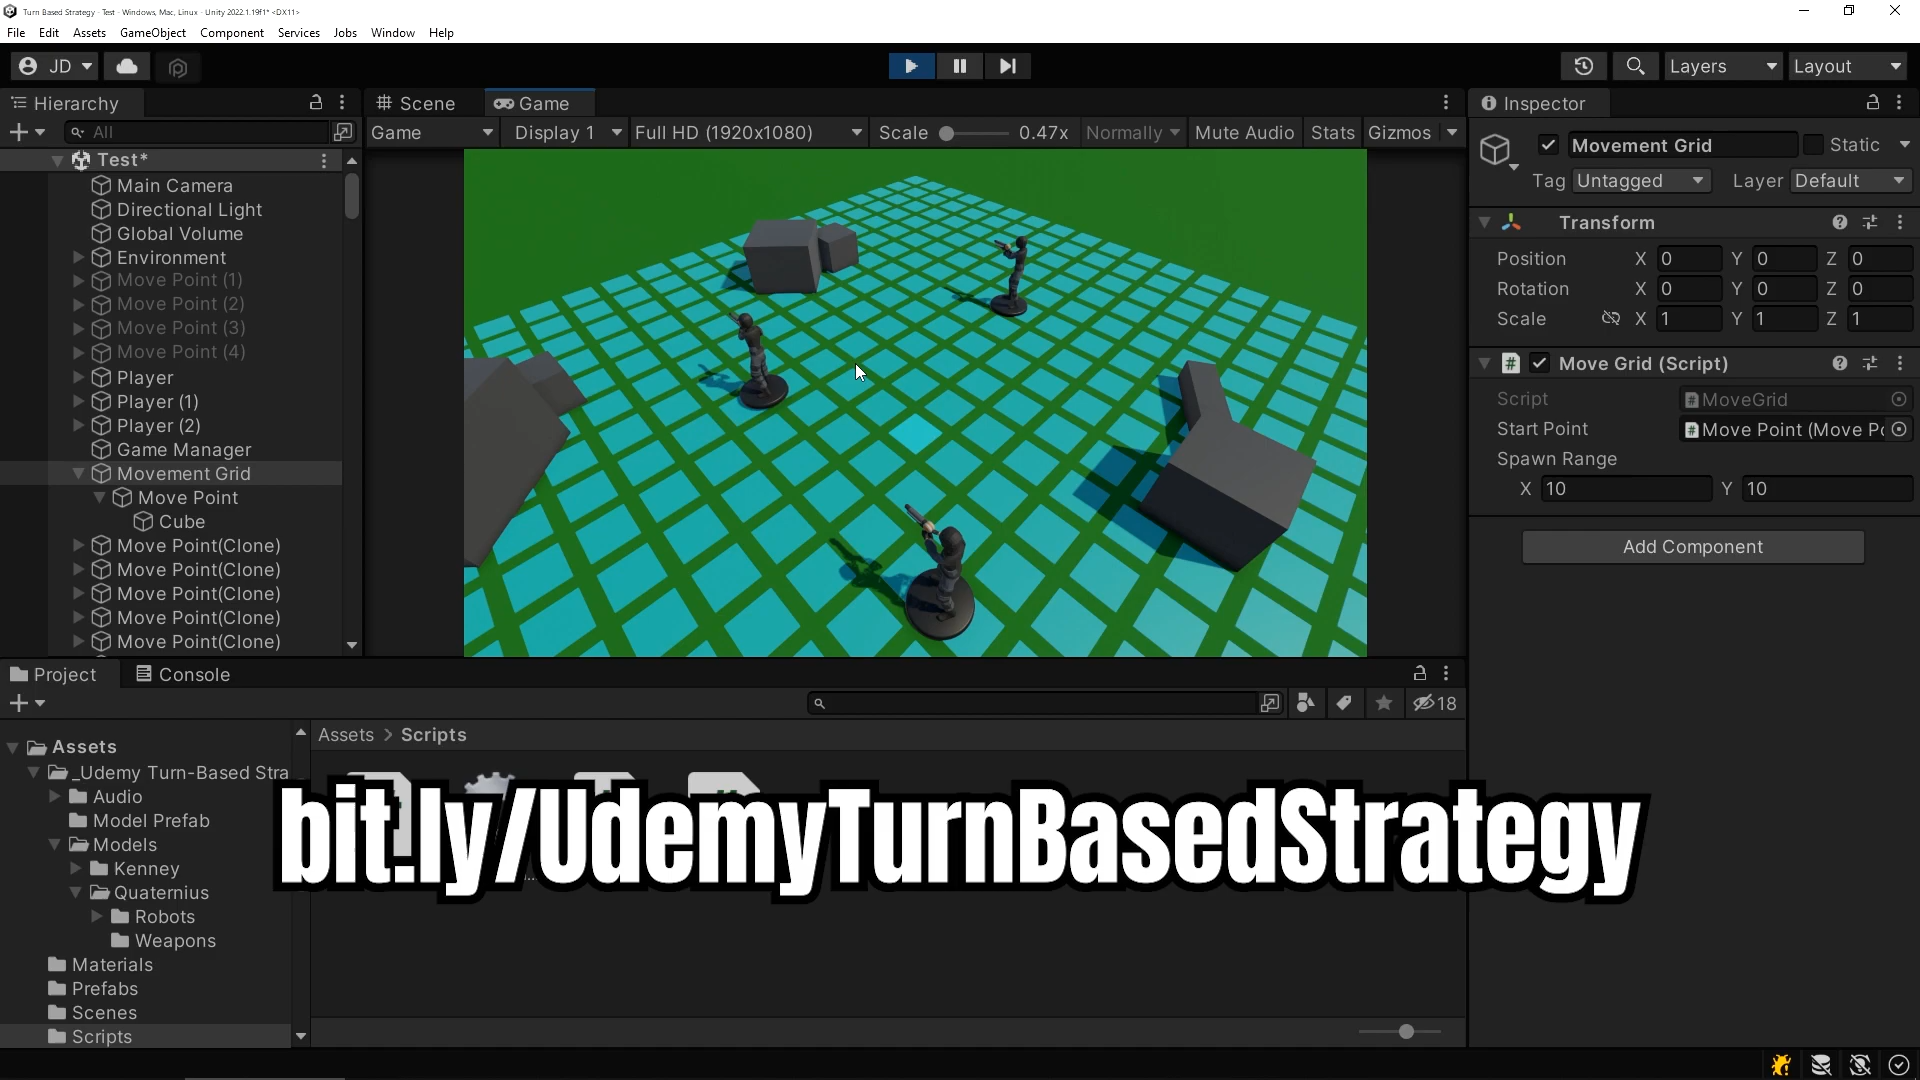 Turn Based Strategy - Test - Windows, Mac, Linux - Unity 2022.1.19f1* <DX11>
File Edit Assets GameObject Component Services Jobs Window Help
JD
Layers
Layout
Hierarchy
Scene
Game
Inspector
All
Game
Display 1
Full HD (1920x1080)
Scale
0.47x
Normally
Mute Audio
Stats
Gizmos
Test*
Main Camera
Directional Light
Global Volume
Environment
Move Point (1)
Move Point (2)
Move Point (3)
Move Point (4)
Player
Player (1)
Player (2)
Game Manager
Movement Grid
Move Point
Cube
Move Point(Clone)
Move Point(Clone)
Move Point(Clone)
Move Point(Clone)
Move Point(Clone)
Movement Grid
Static
Tag Untagged
Layer Default
Transform
Position X 0 Y 0 Z 0
Rotation X 0 Y 0 Z 0
Scale X 1 Y 1 Z 1
Move Grid (Script)
Script MoveGrid
Start Point Move Point (Move Po
Spawn Range
X 10 Y 10
Add Component
Project
Console
18
Assets
_Udemy Turn-Based Stra
Audio
Model Prefab
Models
Kenney
Quaternius
Robots
Weapons
Materials
Prefabs
Scenes
Scripts
Assets > Scripts
bit.ly/UdemyTurnBasedStrategy